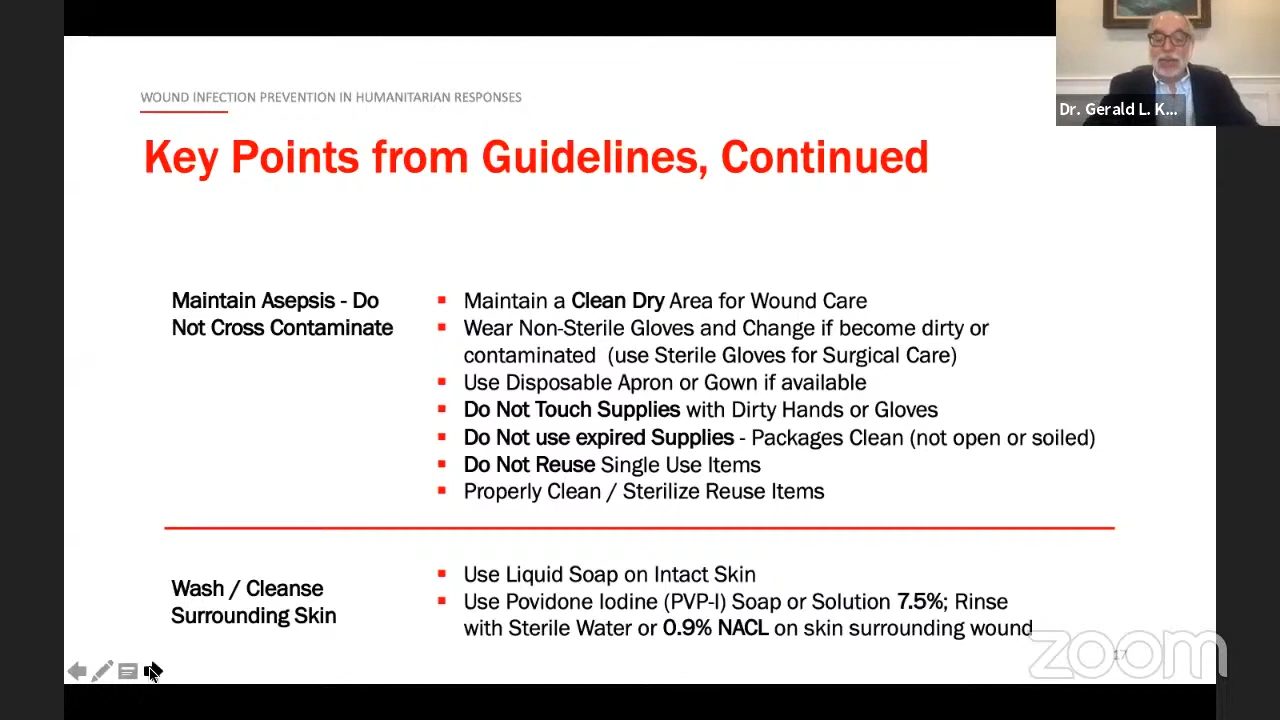 Dr. Gerald L. K...
WOUND INFECTION PREVENTION IN HUMANITARIAN RESPONSES
Key Points from Guidelines, Continued
Maintain Asepsis - Do
Not Cross Contaminate
▪ Maintain a Clean Dry Area for Wound Care
▪ Wear Non-Sterile Gloves and Change if become dirty or
contaminated (use Sterile Gloves for Surgical Care)
▪ Use Disposable Apron or Gown if available
▪ Do Not Touch Supplies with Dirty Hands or Gloves
▪ Do Not use expired Supplies - Packages Clean (not open or soiled)
▪ Do Not Reuse Single Use Items
▪ Properly Clean / Sterilize Reuse Items
Wash / Cleanse
Surrounding Skin
▪ Use Liquid Soap on Intact Skin
▪ Use Povidone Iodine (PVP-I) Soap or Solution 7.5%; Rinse
with Sterile Water or 0.9% NACL on skin surrounding wound
17
zoom